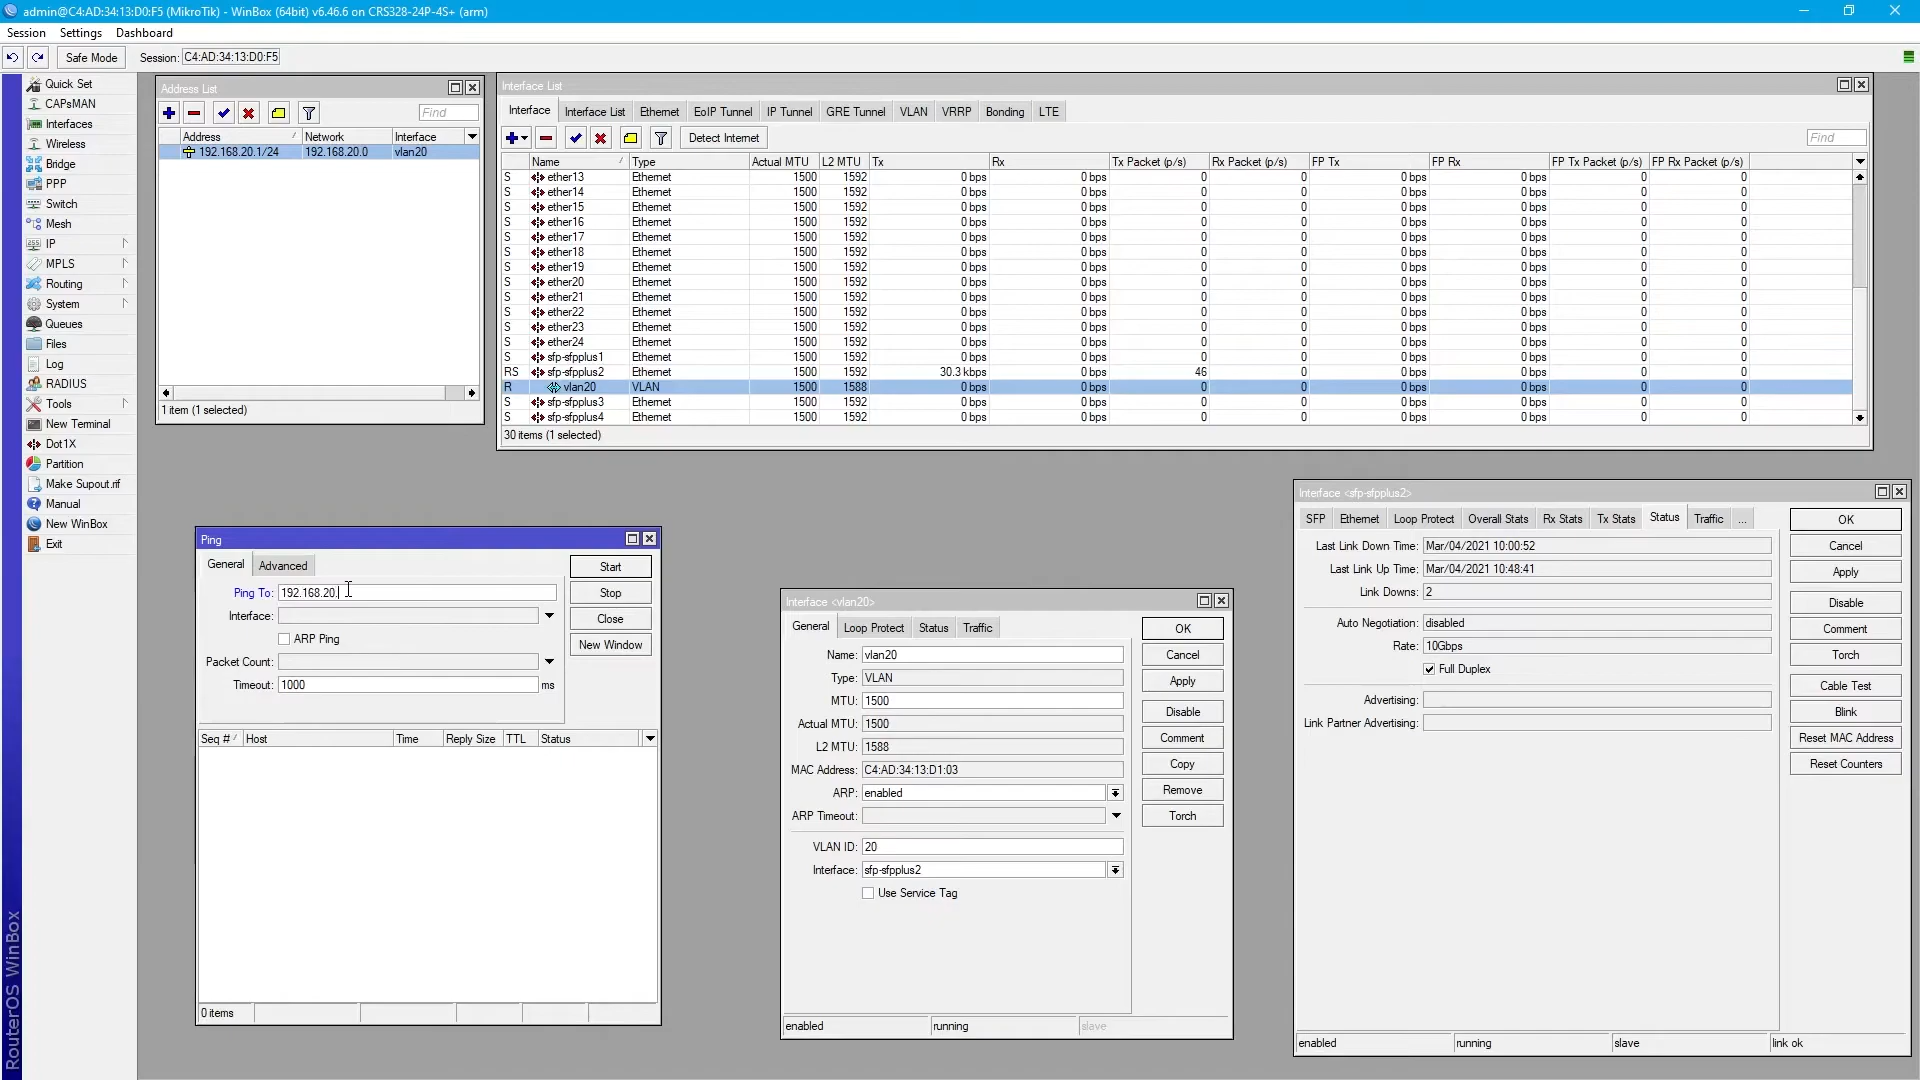 admin@C4:AD:34:13:D0:F5 (MikroTik) - WinBox (64bit) v6.46.6 on CRS328-24P-4S+ (arm)
Session Settings Dashboard
Safe Mode Session: C4:AD:34:13:D0:F5
Quick Set
CAPsMAN
Interfaces
Wireless
Bridge
PPP
Switch
Mesh
IP
MPLS
Routing
System
Queues
Files
Log
RADIUS
Tools
New Terminal
Dot1X
Partition
Make Supout.rif
Manual
New WinBox
Exit
RouterOS WinBox
Address List
Find
Address Network Interface
192.168.20.1/24 192.168.20.0 vlan20
1 item (1 selected)
Interface List
Interface Interface List Ethernet EoIP Tunnel IP Tunnel GRE Tunnel VLAN VRRP Bonding LTE
Detect Internet Find
Name Type Actual MTU L2 MTU Tx Rx Tx Packet (p/s) Rx Packet (p/s) FP Tx FP Rx FP Tx Packet (p/s) FP Rx Packet (p/s)
S ether13 Ethernet 1500 1592 0 bps 0 bps 0 0 0 bps 0 bps 0 0
S ether14 Ethernet 1500 1592 0 bps 0 bps 0 0 0 bps 0 bps 0 0
S ether15 Ethernet 1500 1592 0 bps 0 bps 0 0 0 bps 0 bps 0 0
S ether16 Ethernet 1500 1592 0 bps 0 bps 0 0 0 bps 0 bps 0 0
S ether17 Ethernet 1500 1592 0 bps 0 bps 0 0 0 bps 0 bps 0 0
S ether18 Ethernet 1500 1592 0 bps 0 bps 0 0 0 bps 0 bps 0 0
S ether19 Ethernet 1500 1592 0 bps 0 bps 0 0 0 bps 0 bps 0 0
S ether20 Ethernet 1500 1592 0 bps 0 bps 0 0 0 bps 0 bps 0 0
S ether21 Ethernet 1500 1592 0 bps 0 bps 0 0 0 bps 0 bps 0 0
S ether22 Ethernet 1500 1592 0 bps 0 bps 0 0 0 bps 0 bps 0 0
S ether23 Ethernet 1500 1592 0 bps 0 bps 0 0 0 bps 0 bps 0 0
S ether24 Ethernet 1500 1592 0 bps 0 bps 0 0 0 bps 0 bps 0 0
S sfp-sfpplus1 Ethernet 1500 1592 0 bps 0 bps 0 0 0 bps 0 bps 0 0
RS sfp-sfpplus2 Ethernet 1500 1592 30.3 kbps 0 bps 46 0 0 bps 0 bps 0 0
R vlan20 VLAN 1500 1588 0 bps 0 bps 0 0 0 bps 0 bps 0 0
S sfp-sfpplus3 Ethernet 1500 1592 0 bps 0 bps 0 0 0 bps 0 bps 0 0
S sfp-sfpplus4 Ethernet 1500 1592 0 bps 0 bps 0 0 0 bps 0 bps 0 0
30 items (1 selected)
Ping
General Advanced
Ping To: 192.168.20.
Interface:
ARP Ping
Packet Count:
Timeout: 1000 ms
Start
Stop
Close
New Window
Seq # Host Time Reply Size TTL Status
0 items
Interface <vlan20>
General Loop Protect Status Traffic
Name: vlan20
Type: VLAN
MTU: 1500
Actual MTU: 1500
L2 MTU: 1588
MAC Address: C4:AD:34:13:D1:03
ARP: enabled
ARP Timeout:
VLAN ID: 20
Interface: sfp-sfpplus2
Use Service Tag
OK
Cancel
Apply
Disable
Comment
Copy
Remove
Torch
enabled running slave
Interface <sfp-sfpplus2>
SFP Ethernet Loop Protect Overall Stats Rx Stats Tx Stats Status Traffic ...
Last Link Down Time: Mar/04/2021 10:00:52
Last Link Up Time: Mar/04/2021 10:48:41
Link Downs: 2
Auto Negotiation: disabled
Rate: 10Gbps
Full Duplex
Advertising:
Link Partner Advertising:
OK
Cancel
Apply
Disable
Comment
Torch
Cable Test
Blink
Reset MAC Address
Reset Counters
enabled running slave link ok